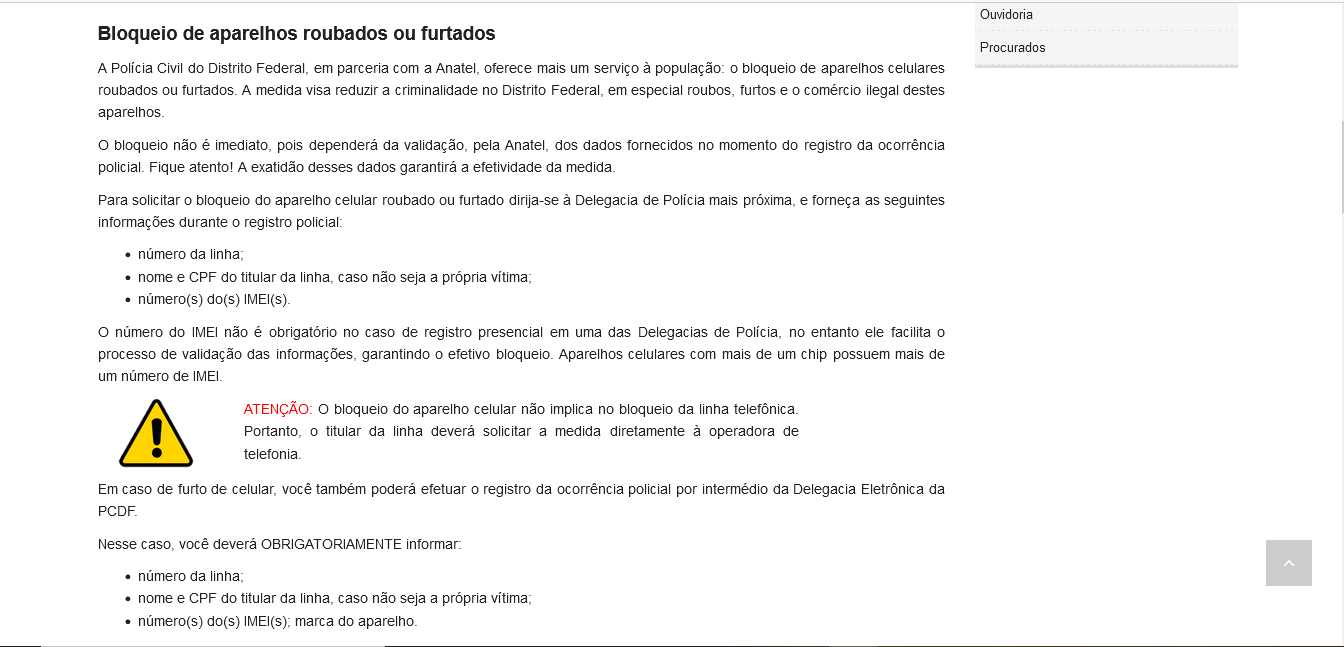 Ouvidoria
Procurados
Bloqueio de aparelhos roubados ou furtados
A Polícia Civil do Distrito Federal, em parceria com a Anatel, oferece mais um serviço à população: o bloqueio de aparelhos celulares
roubados ou furtados. A medida visa reduzir a criminalidade no Distrito Federal, em especial roubos, furtos e o comércio ilegal destes
aparelhos.
O bloqueio não é imediato, pois dependerá da validação, pela Anatel, dos dados fornecidos no momento do registro da ocorrência
policial. Fique atento! A exatidão desses dados garantirá a efetividade da medida.
Para solicitar o bloqueio do aparelho celular roubado ou furtado dirija-se à Delegacia de Polícia mais próxima, e forneça as seguintes
informações durante o registro policial:
• número da linha;
• nome e CPF do titular da linha, caso não seja a própria vítima;
• número(s) do(s) IMEI(s).
O número do IMEI não é obrigatório no caso de registro presencial em uma das Delegacias de Polícia, no entanto ele facilita o
processo de validação das informações, garantindo o efetivo bloqueio. Aparelhos celulares com mais de um chip possuem mais de
um número de IMEI.
ATENÇÃO: O bloqueio do aparelho celular não implica no bloqueio da linha telefônica.
Portanto, o titular da linha deverá solicitar a medida diretamente à operadora de
telefonia.
Em caso de furto de celular, você também poderá efetuar o registro da ocorrência policial por intermédio da Delegacia Eletrônica da
PCDF.
Nesse caso, você deverá OBRIGATORIAMENTE informar:
• número da linha;
• nome e CPF do titular da linha, caso não seja a própria vítima;
• número(s) do(s) IMEI(s); marca do aparelho.